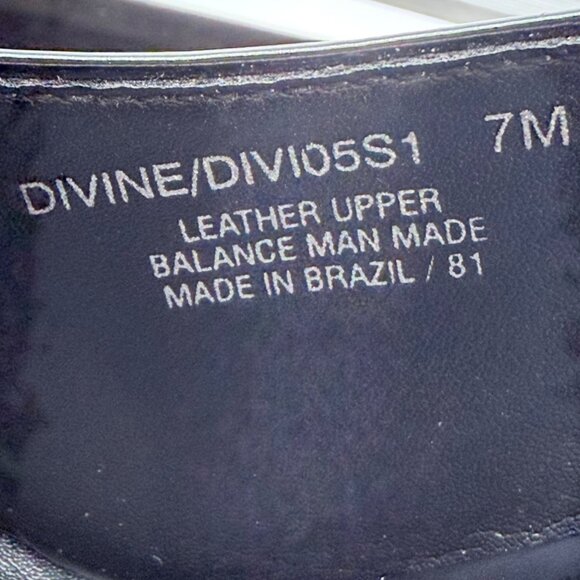 DIVINE/DIVI05S1 7M
LEATHER UPPER
BALANCE MAN MADE
MADE IN BRAZIL / 81